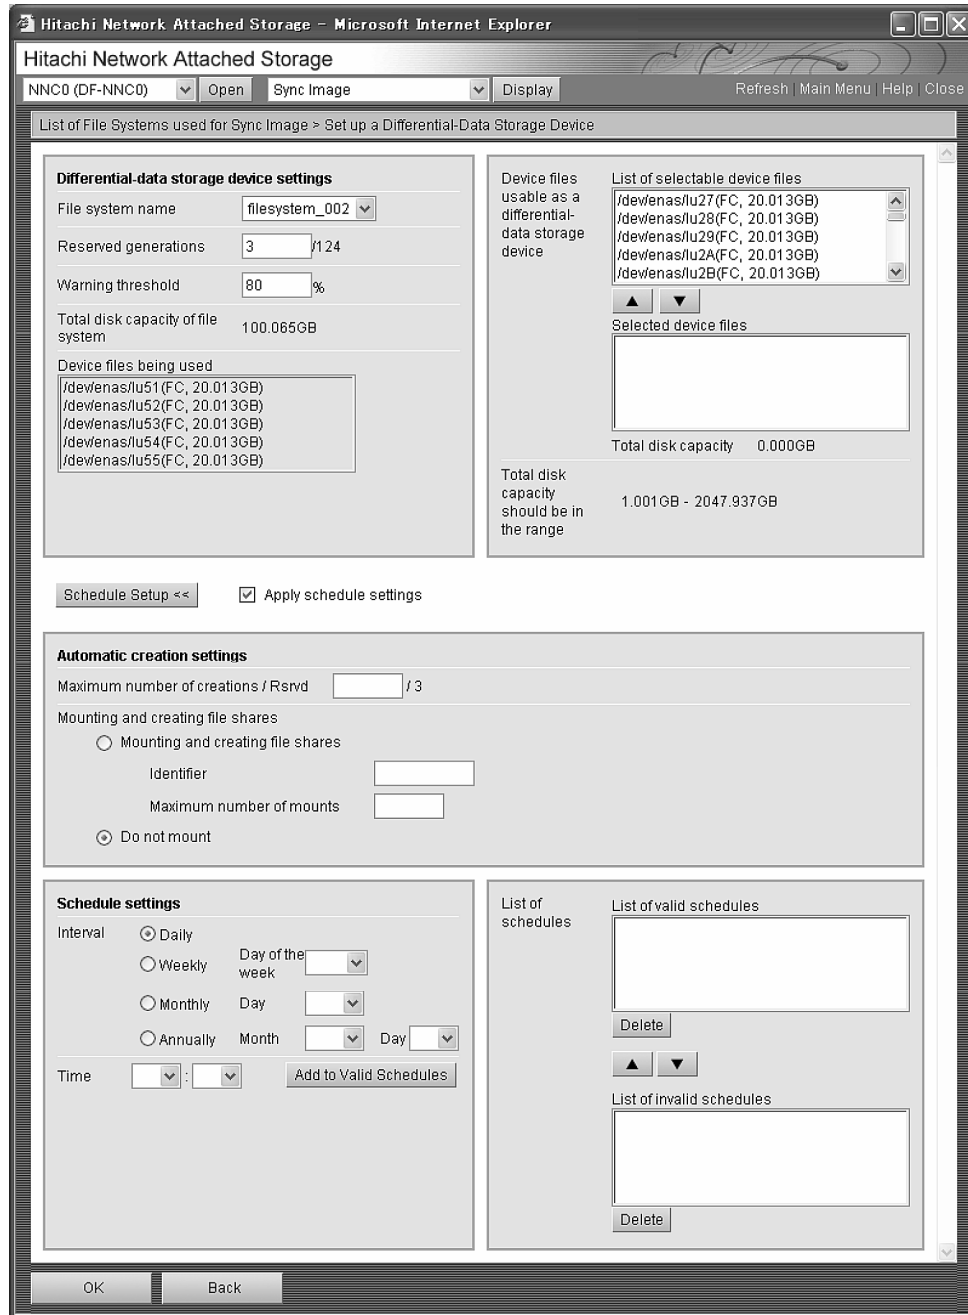 Hitachi Network Attached Storage - Microsoft Internet Explorer
Hitachi Network Attached Storage
NNC0 (DF-NNC0) Open Sync Image Display Refresh | Main Menu | Help | Close
List of File Systems used for Sync Image > Set up a Differential-Data Storage Device
Differential-data storage device settings
File system name filesystem_002
Reserved generations 3 /124
Warning threshold 80 %
Total disk capacity of file
system
100.065GB
Device files being used
/dev/enas/lu51(FC, 20.013GB)
/dev/enas/lu52(FC, 20.013GB)
/dev/enas/lu53(FC, 20.013GB)
/dev/enas/lu54(FC, 20.013GB)
/dev/enas/lu55(FC, 20.013GB)
Device files
usable as a
differential-
data storage
device
List of selectable device files
/dev/enas/lu27(FC, 20.013GB)
/dev/enas/lu28(FC, 20.013GB)
/dev/enas/lu29(FC, 20.013GB)
/dev/enas/lu2A(FC, 20.013GB)
/dev/enas/lu2B(FC, 20.013GB)
▲ ▼
Selected device files
Total disk capacity 0.000GB
Total disk
capacity
should be in
the range
1.001GB - 2047.937GB
Schedule Setup << Apply schedule settings
Automatic creation settings
Maximum number of creations / Rsrvd / 3
Mounting and creating file shares
Mounting and creating file shares
Identifier
Maximum number of mounts
Do not mount
Schedule settings
Interval Daily
Weekly Day of the
week
Monthly Day
Annually Month Day
Time : Add to Valid Schedules
List of
schedules
List of valid schedules
Delete
▲ ▼
List of invalid schedules
Delete
OK Back